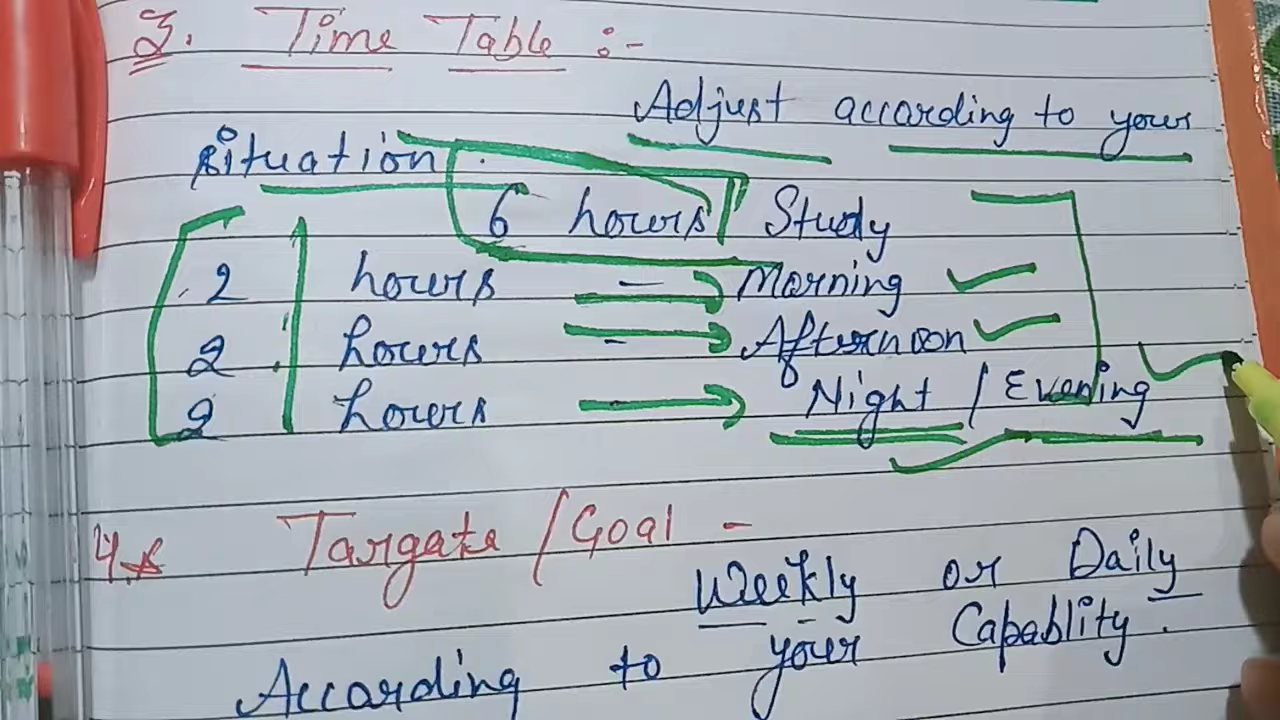 3. Time Table :-
Adjust according to your
situation
6 hours Study
2 hours - Morning
2 hours - Afternoon
2 hours Night / Evening
4. Targate / Goal -
Weekly or Daily
According to your Capablity.